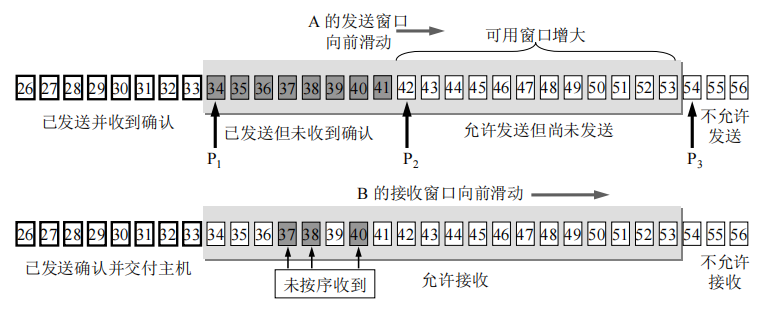 A 的发送窗口
向前滑动
可用窗口增大
26 27 28 29 30 31 32 33 34 35 36 37 38 39 40 41 42 43 44 45 46 47 48 49 50 51 52 53 54 55 56
已发送并收到确认
已发送但未收到确认
允许发送但尚未发送
不允许
发送
P1
P2
P3
B 的接收窗口向前滑动
26 27 28 29 30 31 32 33 34 35 36 37 38 39 40 41 42 43 44 45 46 47 48 49 50 51 52 53 54 55 56
已发送确认并交付主机
未按序收到
允许接收
不允许
接收